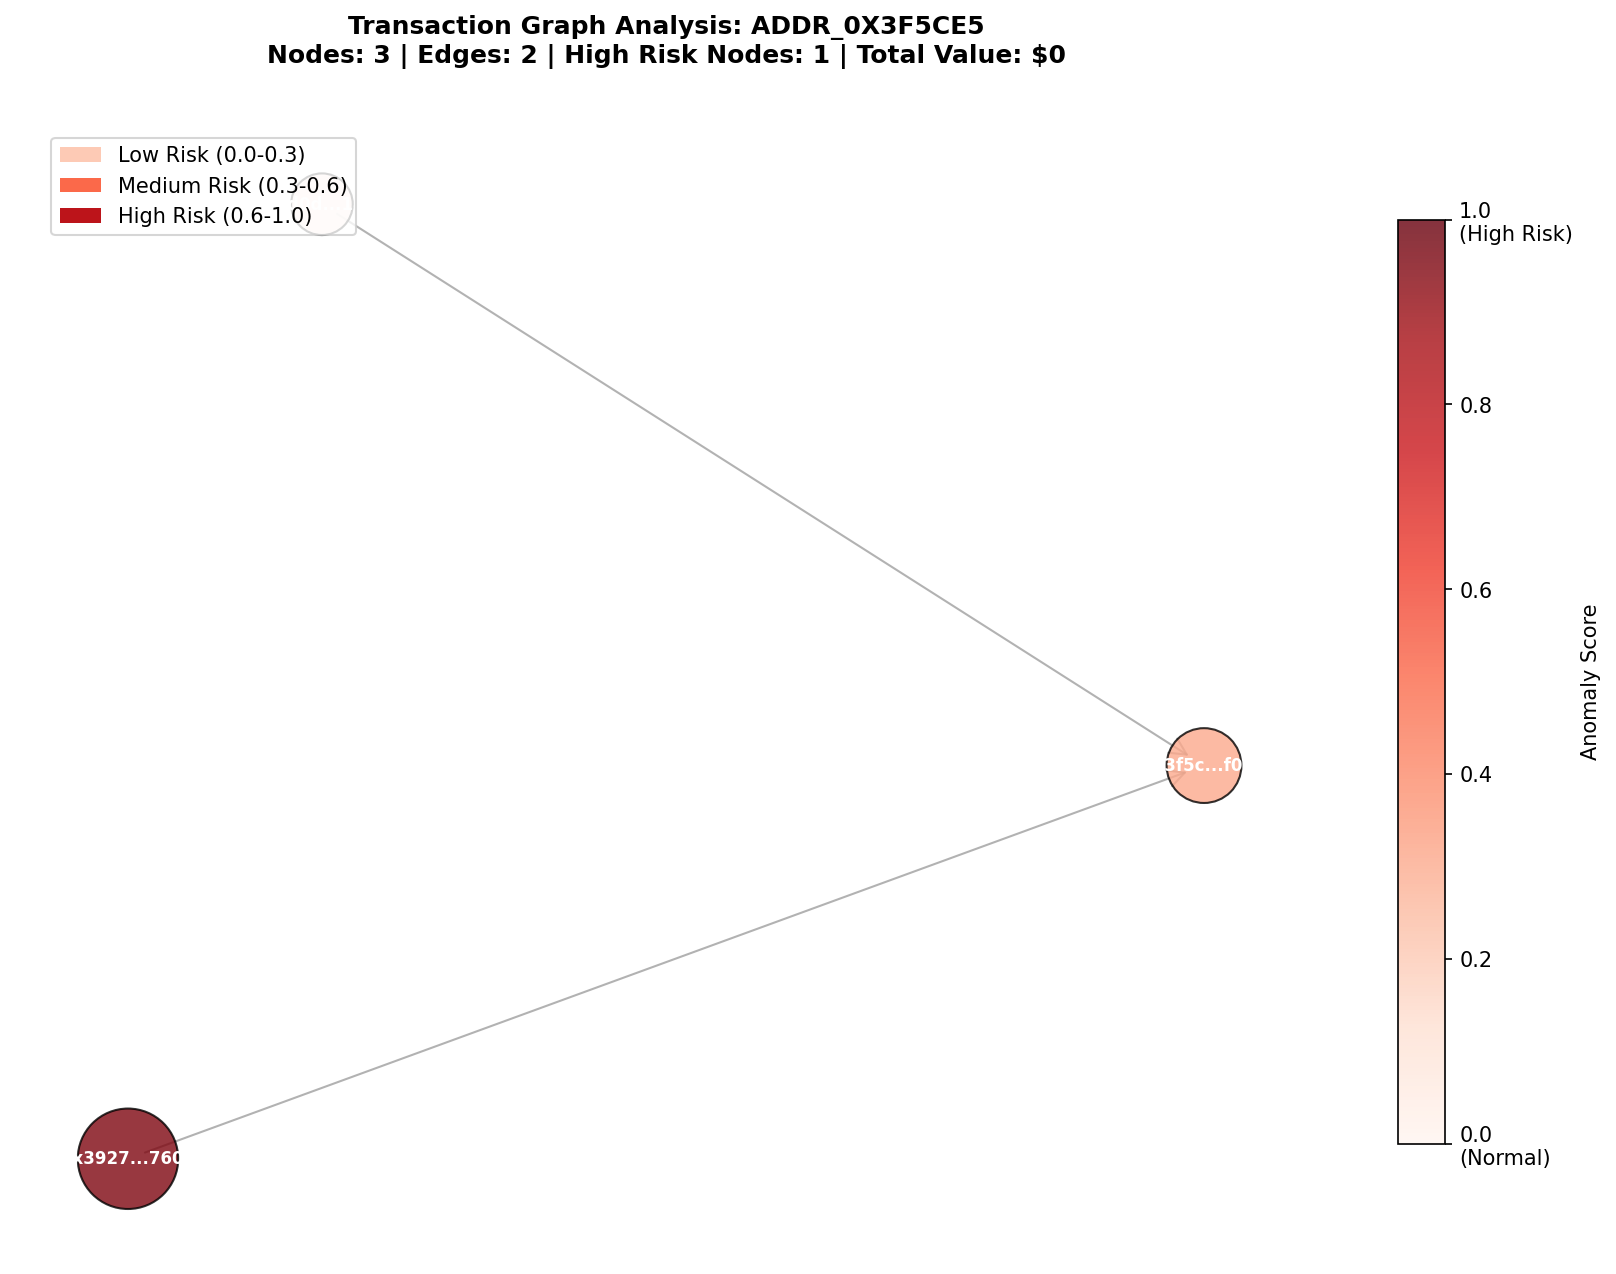 Transaction Graph Analysis: ADDR_0X3F5CE5
Nodes: 3 | Edges: 2 | High Risk Nodes: 1 | Total Value: $0
Low Risk (0.0-0.3)
Medium Risk (0.3-0.6)
High Risk (0.6-1.0)
1.0
(High Risk)
0.8
0.6
0.4
0.2
0.0
(Normal)
Anomaly Score
3f5c...f0
x3927...760